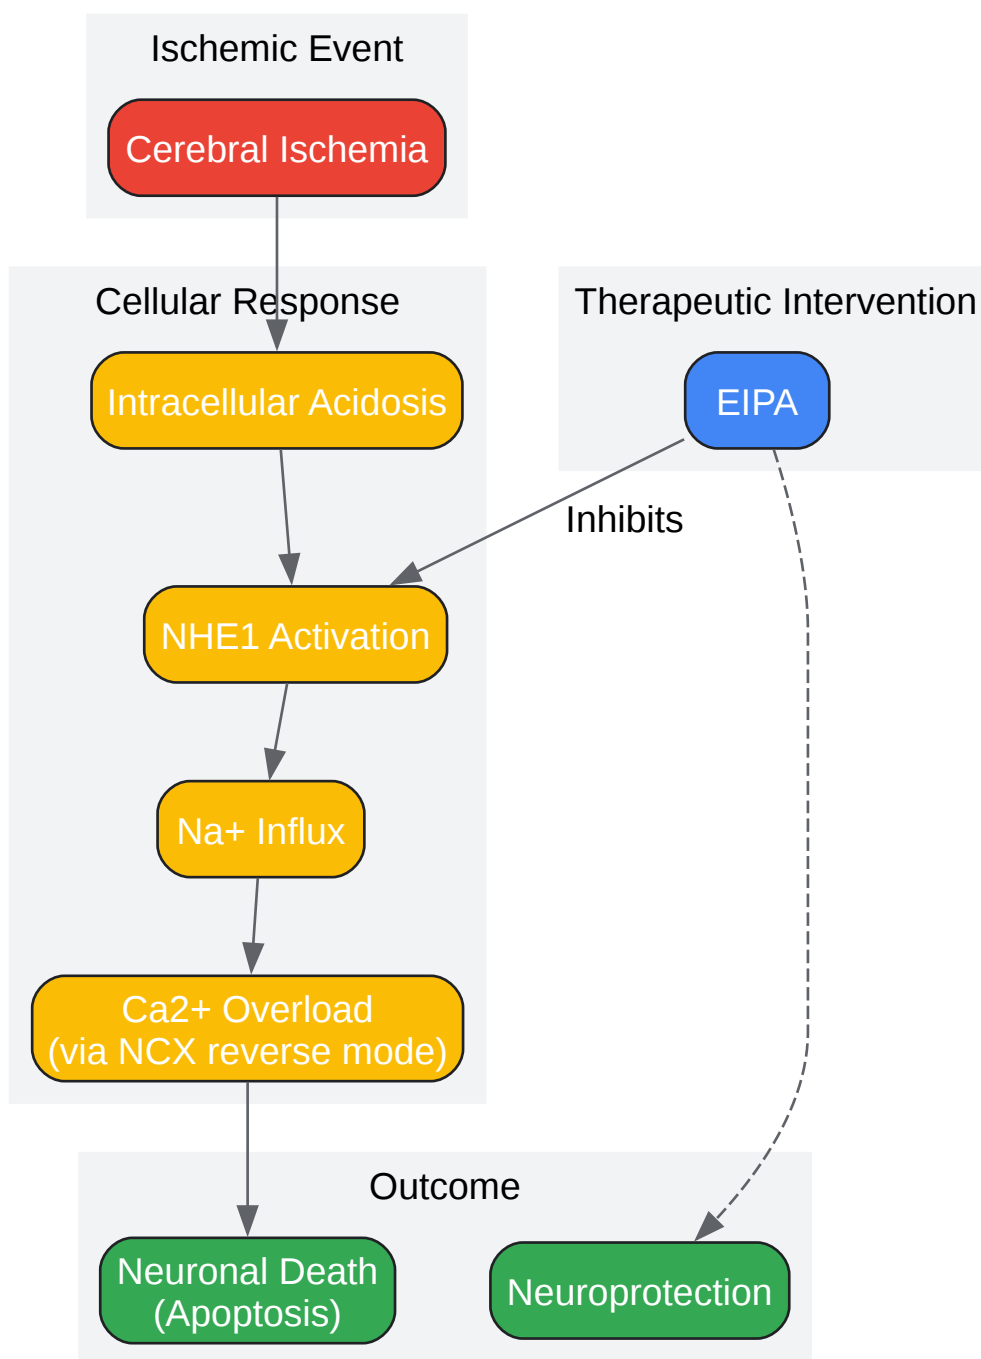 Ischemic Event
Cerebral Ischemia
Cellular Response
Therapeutic Intervention
Intracellular Acidosis
EIPA
Inhibits
NHE1 Activation
Na+ Influx
Ca2+ Overload
(via NCX reverse mode)
Outcome
Neuronal Death
(Apoptosis)
Neuroprotection